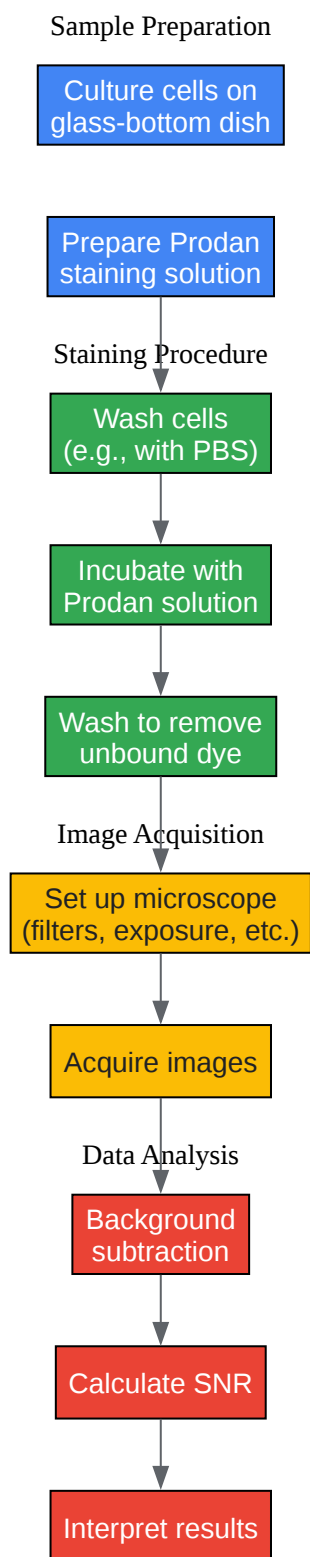 Sample Preparation
Culture cells on
glass-bottom dish
Prepare Prodan
staining solution
Staining Procedure
Wash cells
(e.g., with PBS)
Incubate with
Prodan solution
Wash to remove
unbound dye
Image Acquisition
Set up microscope
(filters, exposure, etc.)
Acquire images
Data Analysis
Background
subtraction
Calculate SNR
Interpret results